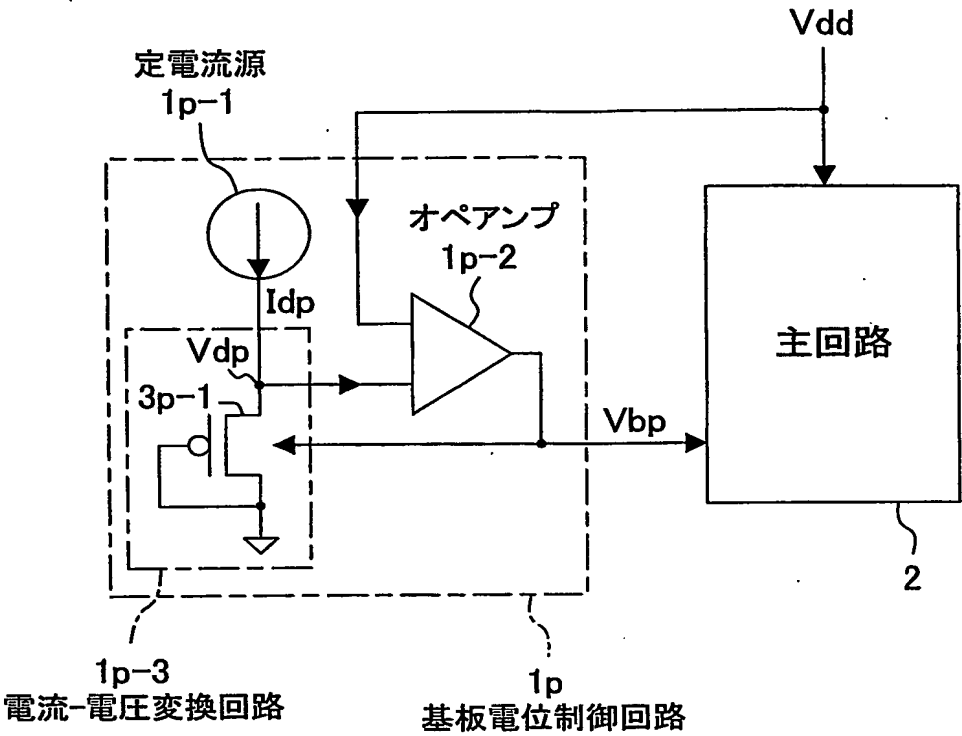 Vdd
定電流源
1p-1
オペアンプ
1p-2
Idp
Vdp
3p-1
主回路
Vbp
2
1p-3
電流-電圧変換回路
1p
基板電位制御回路